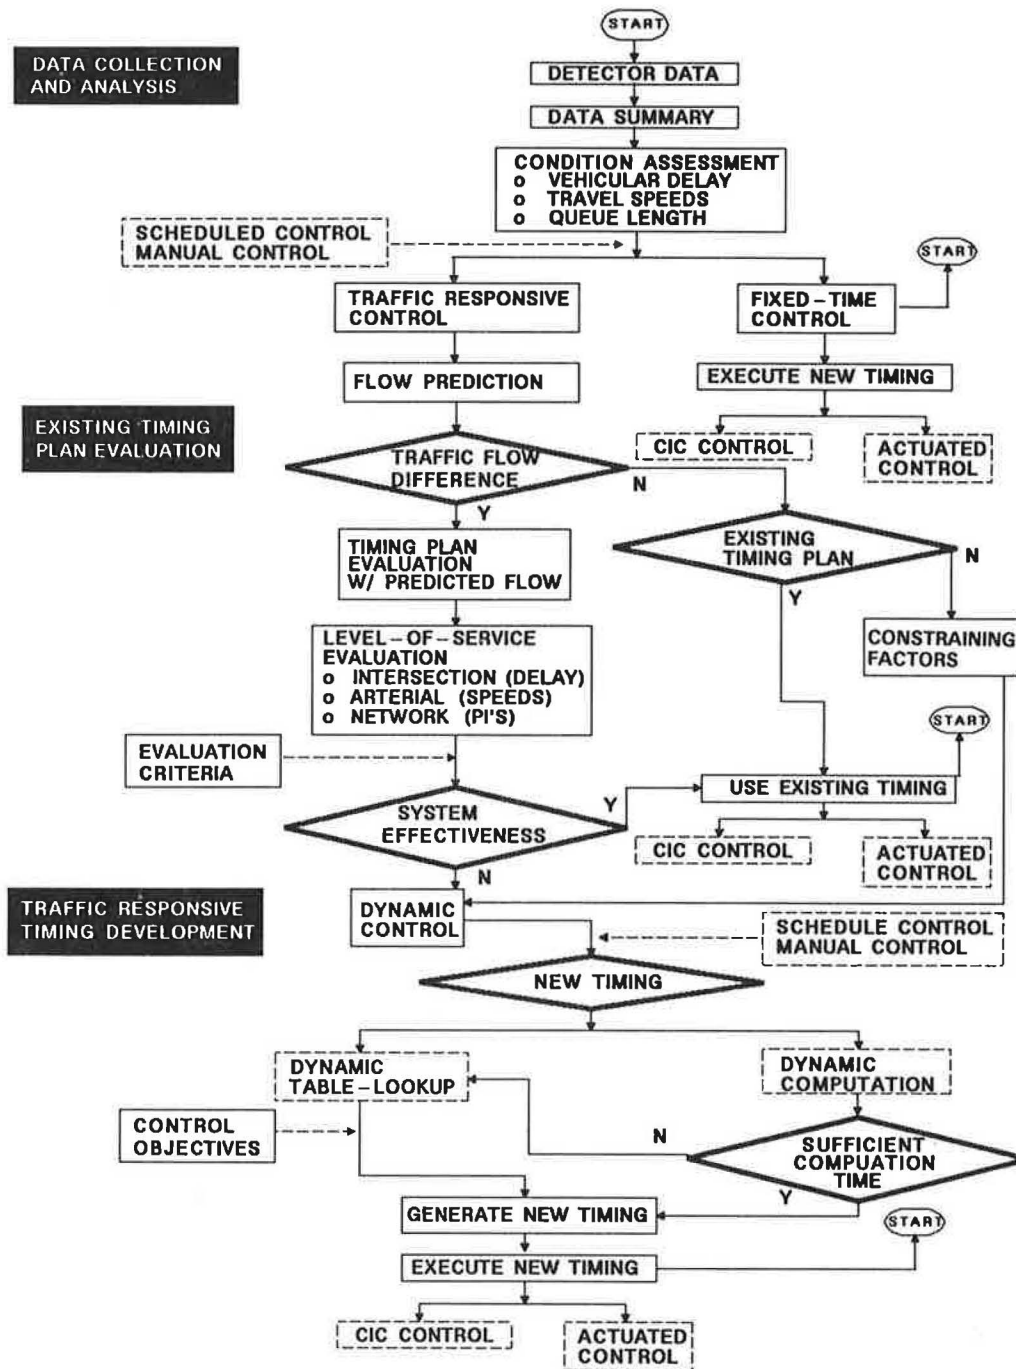 START
DATA COLLECTION
AND ANALYSIS
DETECTOR DATA
DATA SUMMARY
CONDITION ASSESSMENT
o VEHICULAR DELAY
o TRAVEL SPEEDS
o QUEUE LENGTH
SCHEDULED CONTROL
MANUAL CONTROL
START
TRAFFIC RESPONSIVE
CONTROL
FIXED-TIME
CONTROL
FLOW PREDICTION
EXECUTE NEW TIMING
EXISTING TIMING
PLAN EVALUATION
CIC CONTROL
ACTUATED
CONTROL
TRAFFIC FLOW
DIFFERENCE
N
Y
EXISTING
TIMING PLAN
N
Y
TIMING PLAN
EVALUATION
W/ PREDICTED FLOW
CONSTRAINING
FACTORS
LEVEL-OF-SERVICE
EVALUATION
o INTERSECTION (DELAY)
o ARTERIAL (SPEEDS)
o NETWORK (PI'S)
START
EVALUATION
CRITERIA
USE EXISTING TIMING
SYSTEM
EFFECTIVENESS
Y
N
CIC CONTROL
ACTUATED
CONTROL
TRAFFIC RESPONSIVE
TIMING DEVELOPMENT
DYNAMIC
CONTROL
SCHEDULE CONTROL
MANUAL CONTROL
NEW TIMING
DYNAMIC
TABLE-LOOKUP
DYNAMIC
COMPUTATION
CONTROL
OBJECTIVES
N
SUFFICIENT
COMPUATION
TIME
Y
GENERATE NEW TIMING
START
EXECUTE NEW TIMING
CIC CONTROL
ACTUATED
CONTROL